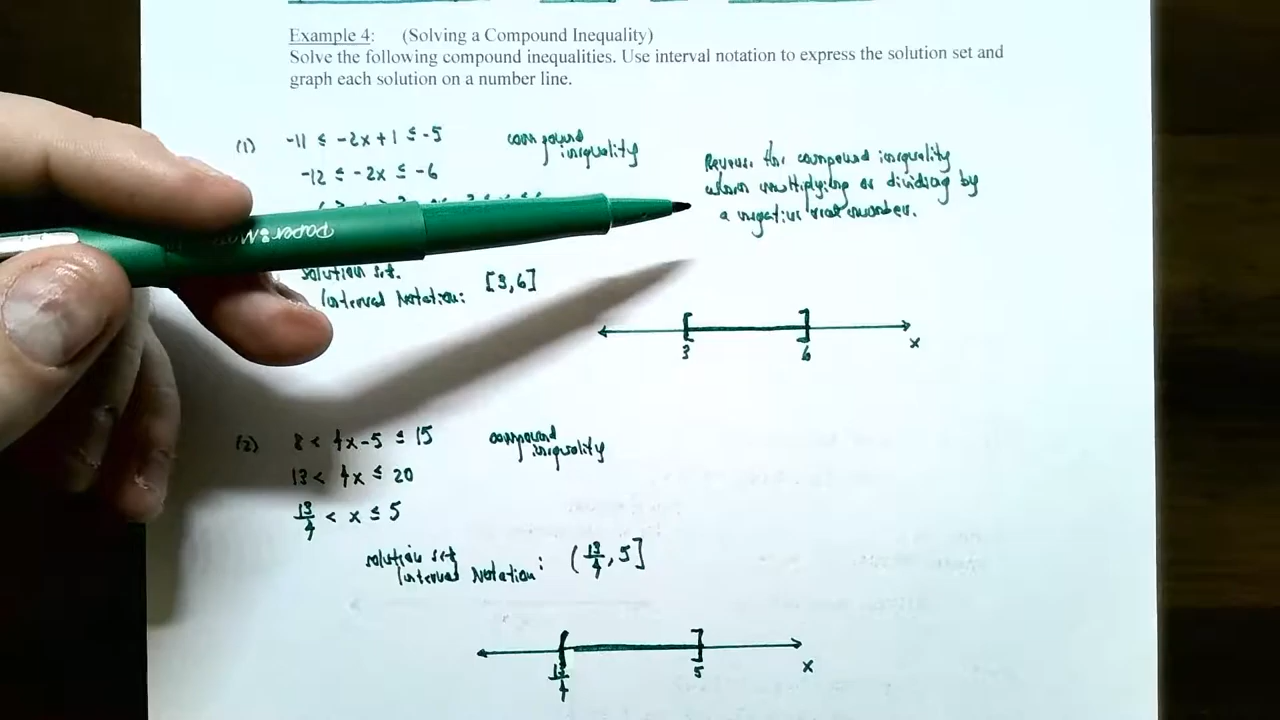 Example 4: (Solving a Compound Inequality)
Solve the following compound inequalities. Use interval notation to express the solution set and
graph each solution on a number line.
(1) -11 ≤ -2x + 1 ≤ -5 compound
inequality
-12 ≤ -2x ≤ -6
Reverse the compound inequality
when multiplying or dividing by
a negative real number.
Paper Mate
solution set.
Interval Notation: [3,6]
3 6 x
(2) 8 < 4x-5 ≤ 15 compound
inequality
13 < 4x ≤ 20
13/4 < x ≤ 5
solution set
Interval Notation: (13/4, 5]
13/4 5 x